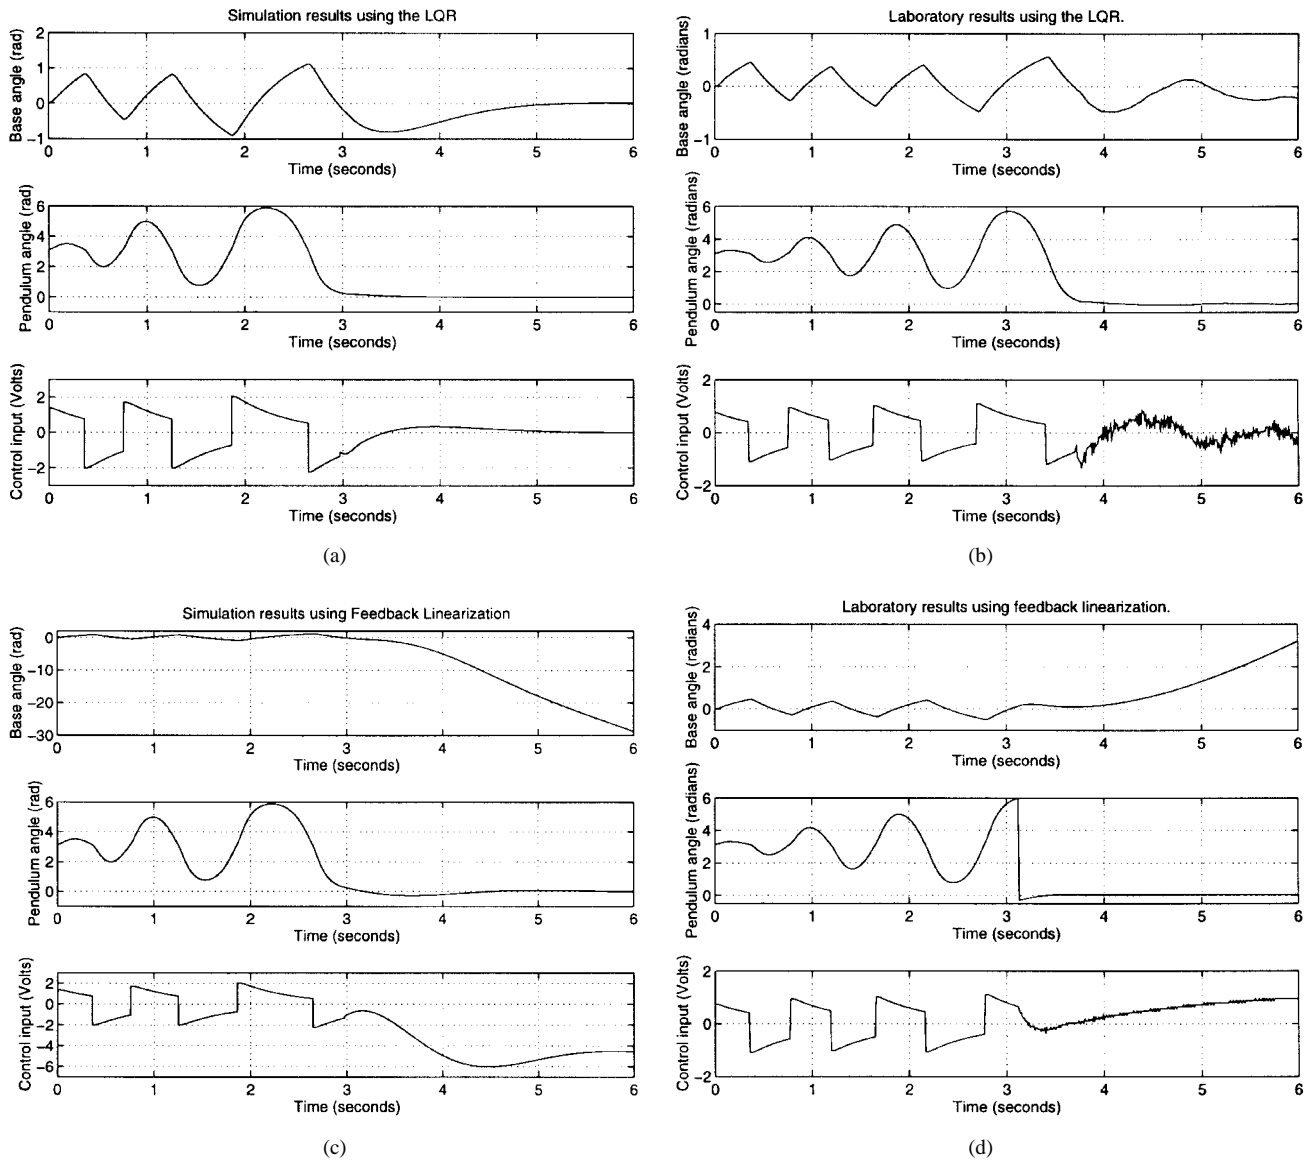 Simulation results using the LQR
Base angle (rad)
2
1
0
−1
0 1 2 3 4 5 6
Time (seconds)
Pendulum angle (rad)
6
4
2
0
0 1 2 3 4 5 6
Time (seconds)
Control input (Volts)
2
0
−2
0 1 2 3 4 5 6
Time (seconds)
(a)
Laboratory results using the LQR.
Base angle (radians)
1
0
−1
0 1 2 3 4 5 6
Time (seconds)
Pendulum angle (radians)
6
4
2
0
0 1 2 3 4 5 6
Time (seconds)
Control input (Volts)
2
0
−2
0 1 2 3 4 5 6
Time (seconds)
(b)
Simulation results using Feedback Linearization
Base angle (rad)
0
−10
−20
−30
0 1 2 3 4 5 6
Time (seconds)
Pendulum angle (rad)
6
4
2
0
0 1 2 3 4 5 6
Time (seconds)
Control input (Volts)
2
0
−2
−4
−6
0 1 2 3 4 5 6
Time (seconds)
(c)
Laboratory results using feedback linearization.
Base angle (radians)
4
2
0
0 1 2 3 4 5 6
Time (seconds)
Pendulum angle (radians)
6
4
2
0
0 1 2 3 4 5 6
Time (seconds)
Control input (Volts)
2
0
−2
0 1 2 3 4 5 6
Time (seconds)
(d)